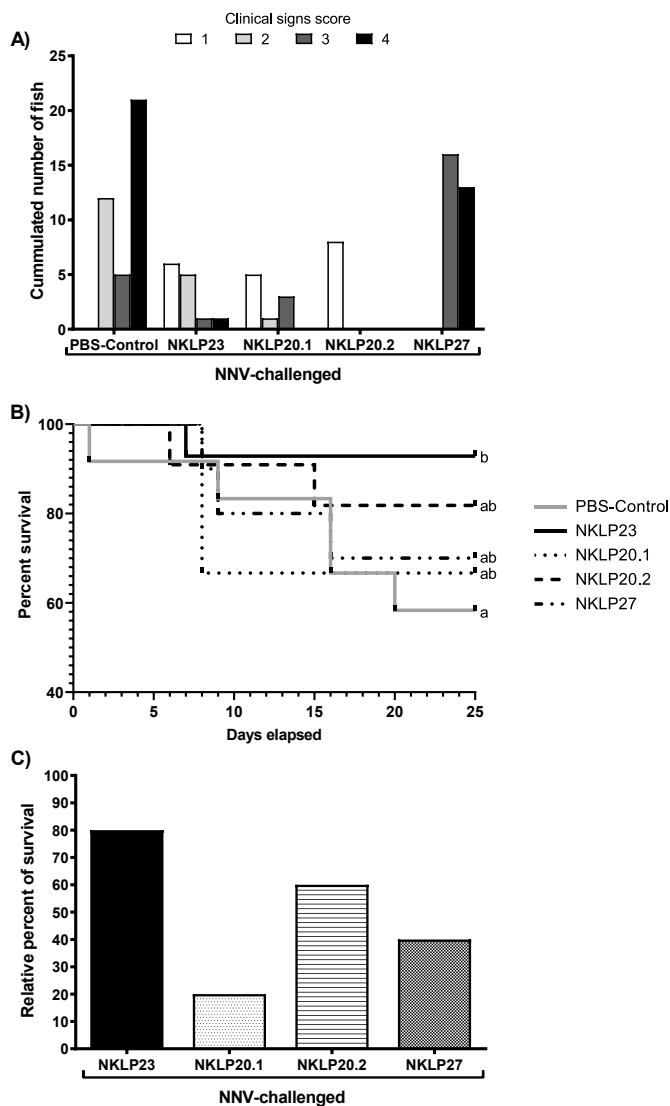 Clinical signs score
A)
1 2 3 4
Cummulated number of fish
25
20
15
10
5
0
PBS-Control NKLP23 NKLP20.1 NKLP20.2 NKLP27
NNV-challenged
B)
Percent survival
100
80
60
40
b
ab
ab
ab
a
0 5 10 15 20 25
Days elapsed
PBS-Control
NKLP23
NKLP20.1
NKLP20.2
NKLP27
C)
Relative percent of survival
100
90
80
70
60
50
40
30
20
10
0
NKLP23 NKLP20.1 NKLP20.2 NKLP27
NNV-challenged